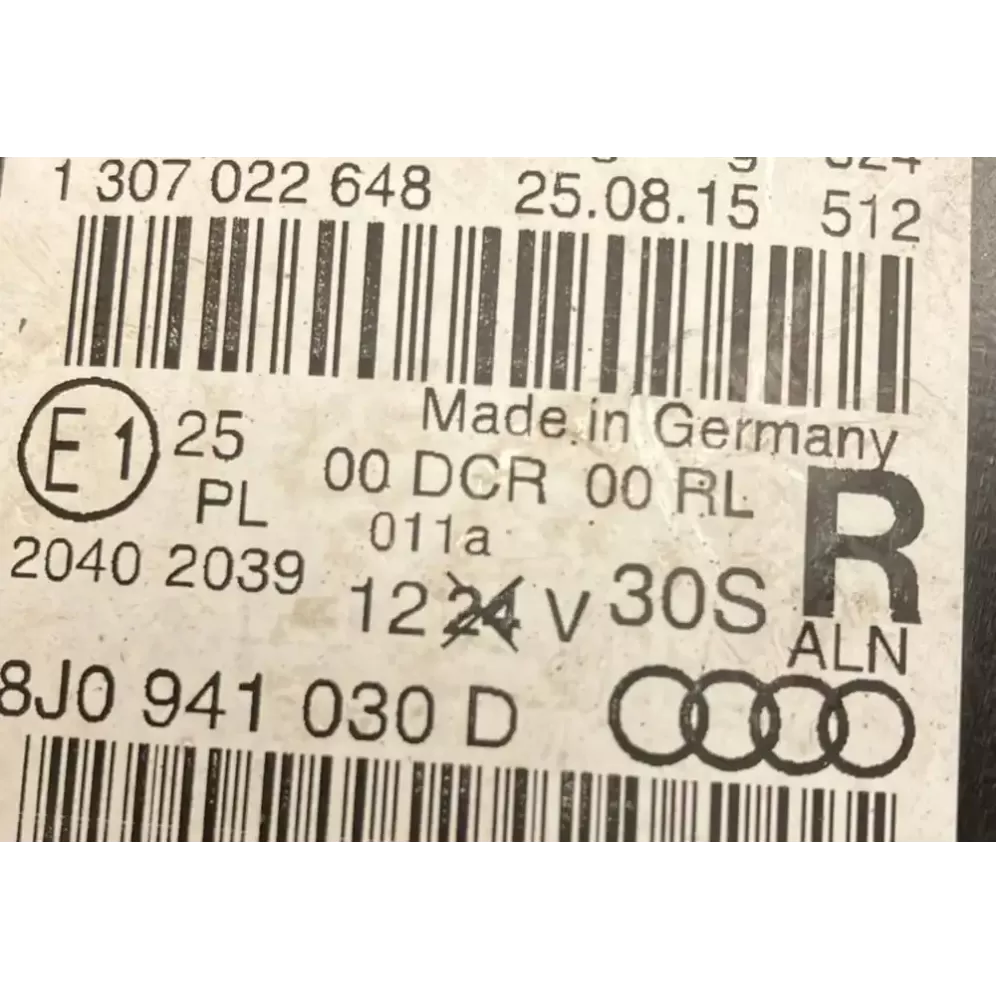 1 307 022 648 25.08.15 512
Made in Germany
E1 25 00 DCR 00 RL R
PL 011a
2040 2039 12 24 V 30S ALN
8J0 941 030 D